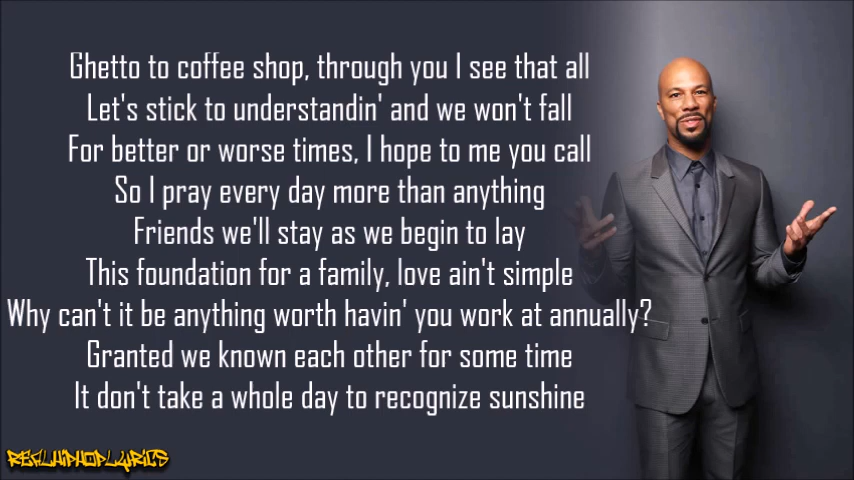 Ghetto to coffee shop, through you I see that all
Let's stick to understandin' and we won't fall
For better or worse times, I hope to me you call
So I pray every day more than anything
Friends we'll stay as we begin to lay
This foundation for a family, love ain't simple
Why can't it be anything worth havin' you work at annually?
Granted we known each other for some time
It don't take a whole day to recognize sunshine
REALHIPHOPLYRICS